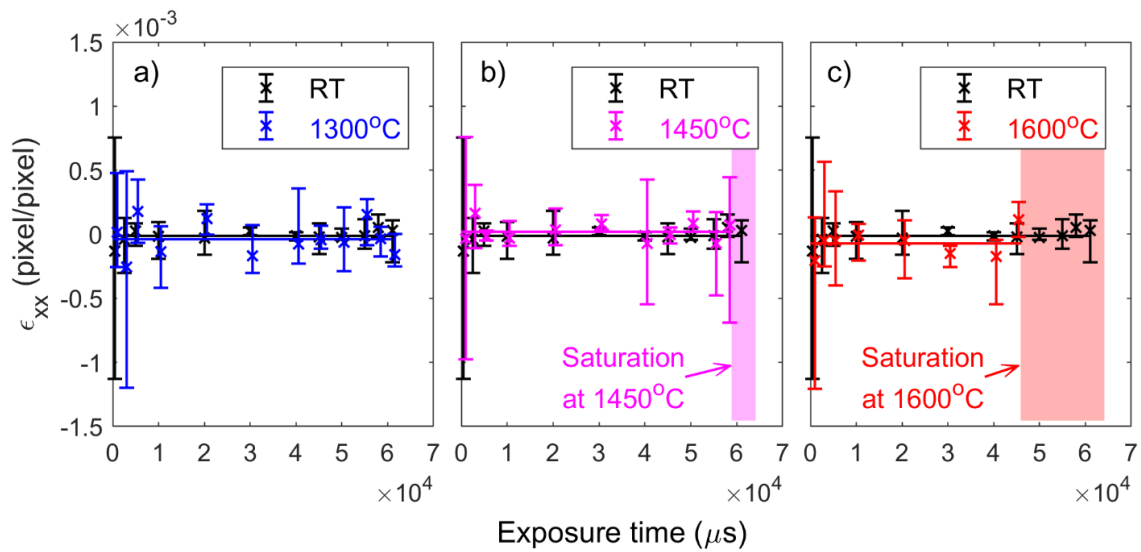 ×10⁻³
1.5
1
0.5
0
-0.5
-1
-1.5
ϵxx (pixel/pixel)
a)
RT
1300°C
0 1 2 3 4 5 6 7
×10⁴
b)
RT
1450°C
Saturation
at 1450°C
0 1 2 3 4 5 6 7
×10⁴
c)
RT
1600°C
Saturation
at 1600°C
0 1 2 3 4 5 6 7
×10⁴
Exposure time (μs)